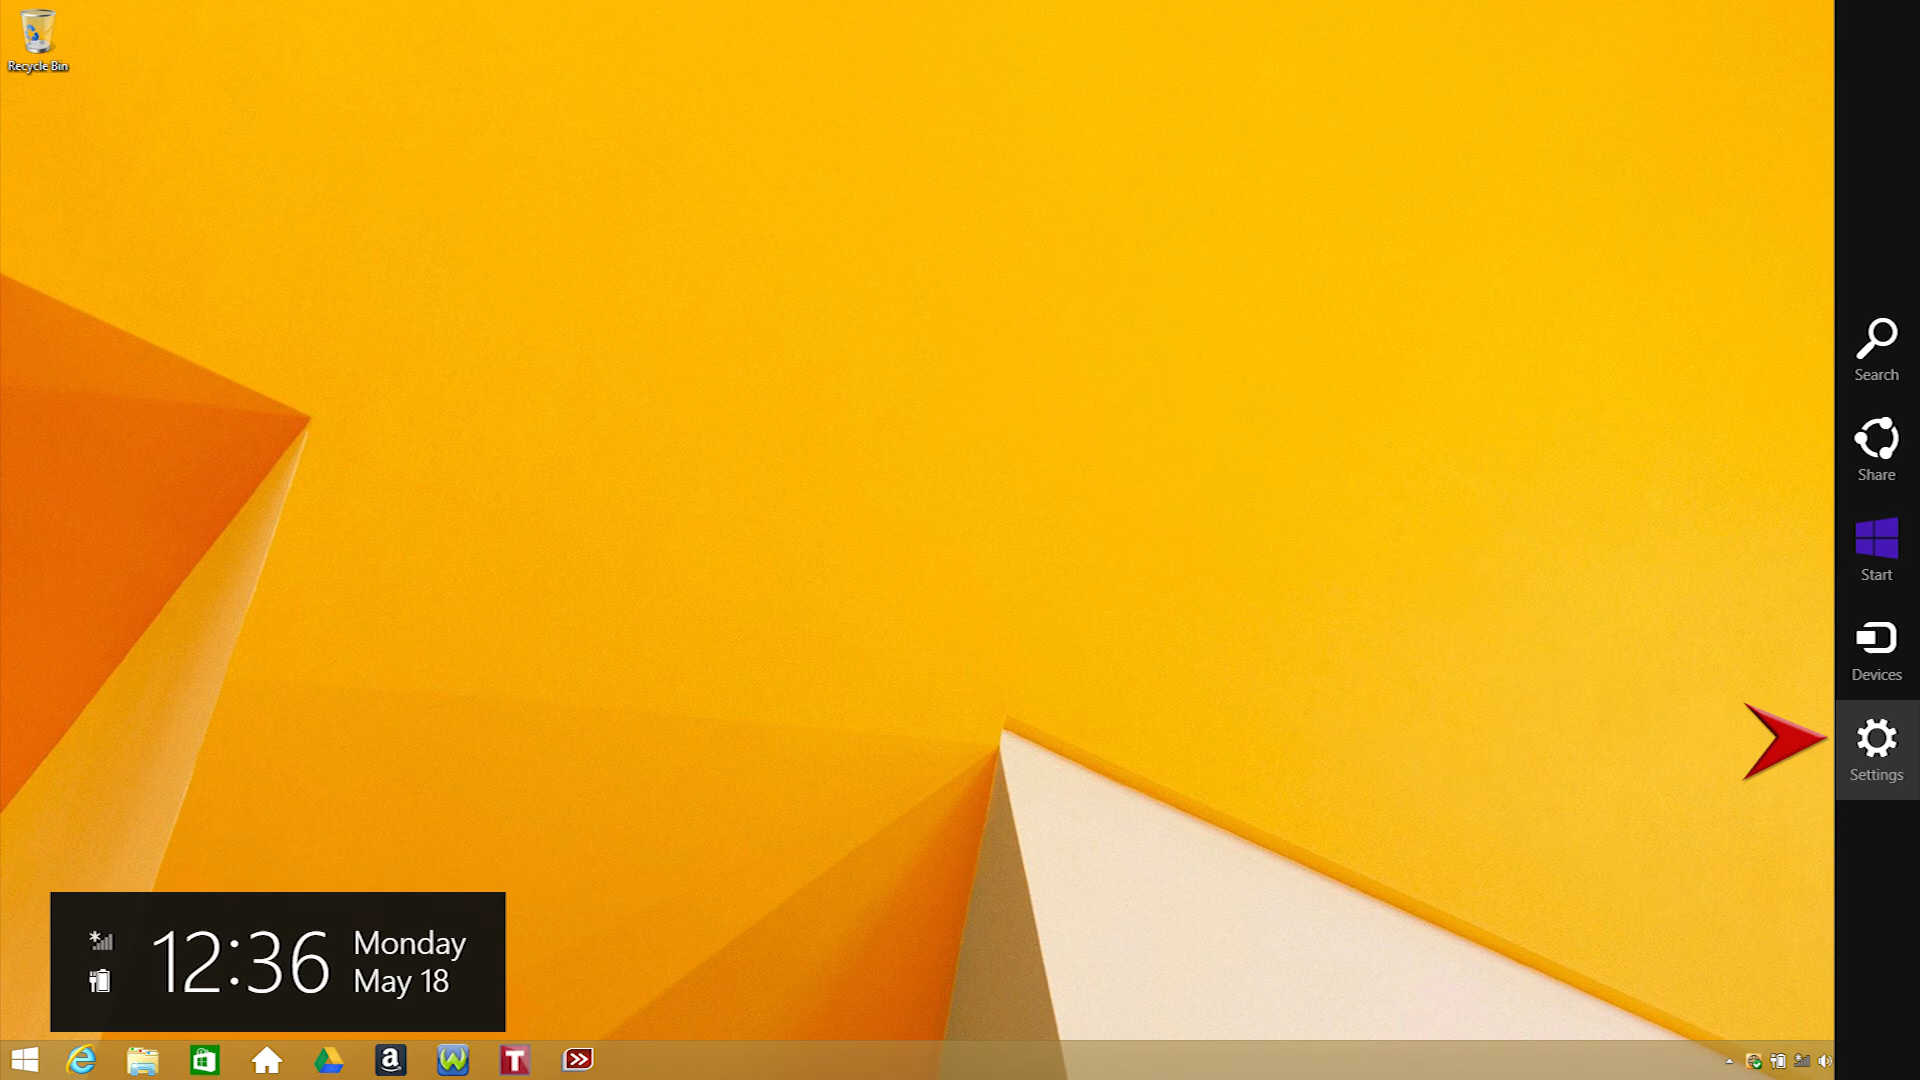 Recycle Bin
Search
Share
Start
Devices
Settings
12:36
Monday
May 18
a
W
T